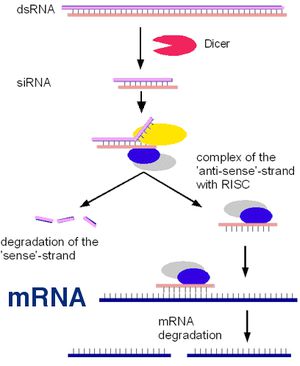 dsRNA
Dicer
siRNA
complex of the
'anti-sense'-strand
with RISC
degradation of the
'sense'-strand
mRNA
mRNA
degradation